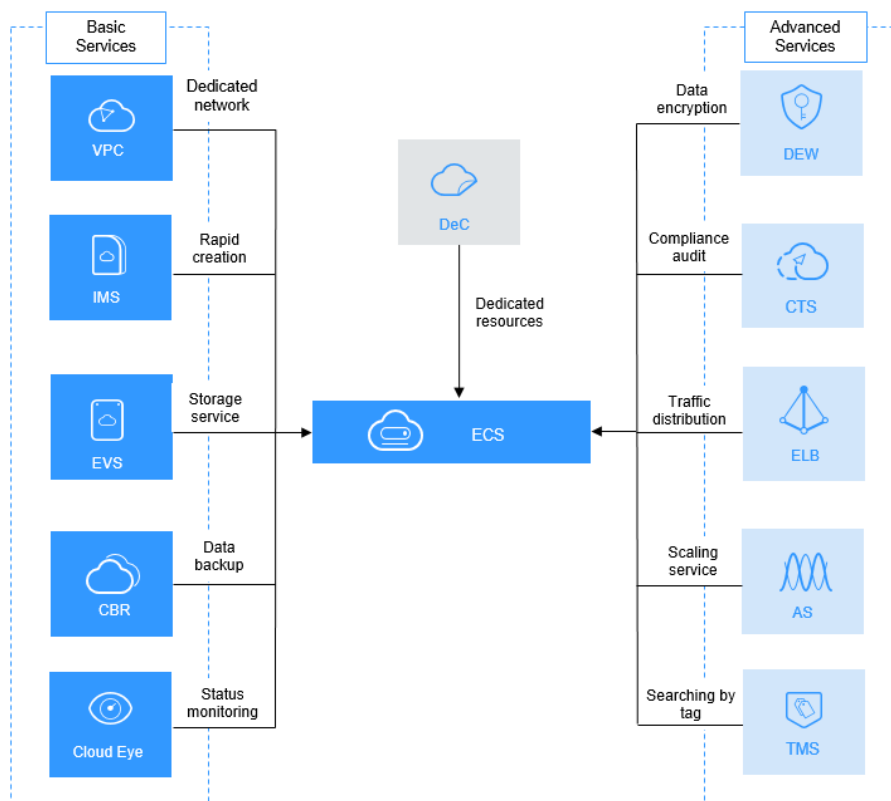 Basic
Services
Dedicated
network
VPC
Rapid
creation
IMS
Storage
service
EVS
Data
backup
CBR
Status
monitoring
Cloud Eye
DeC
Dedicated
resources
ECS
Advanced
Services
Data
encryption
DEW
Compliance
audit
CTS
Traffic
distribution
ELB
Scaling
service
AS
Searching by
tag
TMS